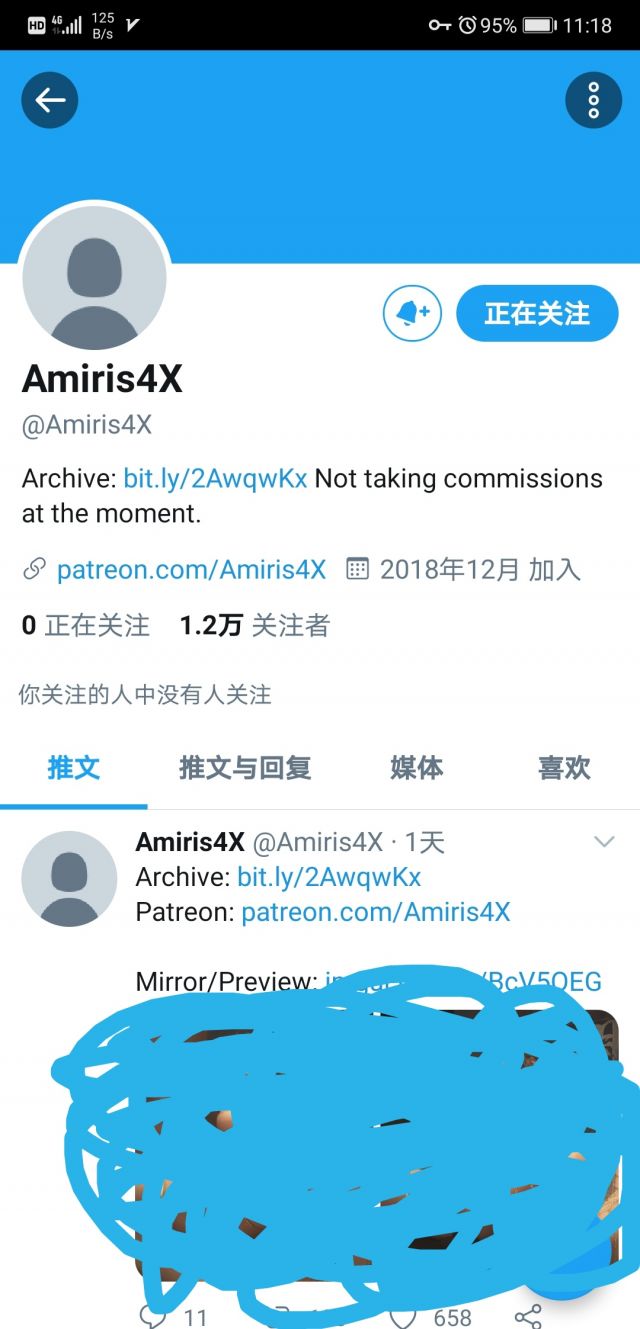 HD 4G 125 B/s 95% 11:18
正在关注
Amiris4X
@Amiris4X
Archive: bit.ly/2AwqwKx Not taking commissions
at the moment.
patreon.com/Amiris4X 2018年12月 加入
0 正在关注 1.2万 关注者
你关注的人中没有人关注
推文 推文与回复 媒体 喜欢
Amiris4X @Amiris4X · 1天
Archive: bit.ly/2AwqwKx
Patreon: patreon.com/Amiris4X
Mirror/Preview:
11 658